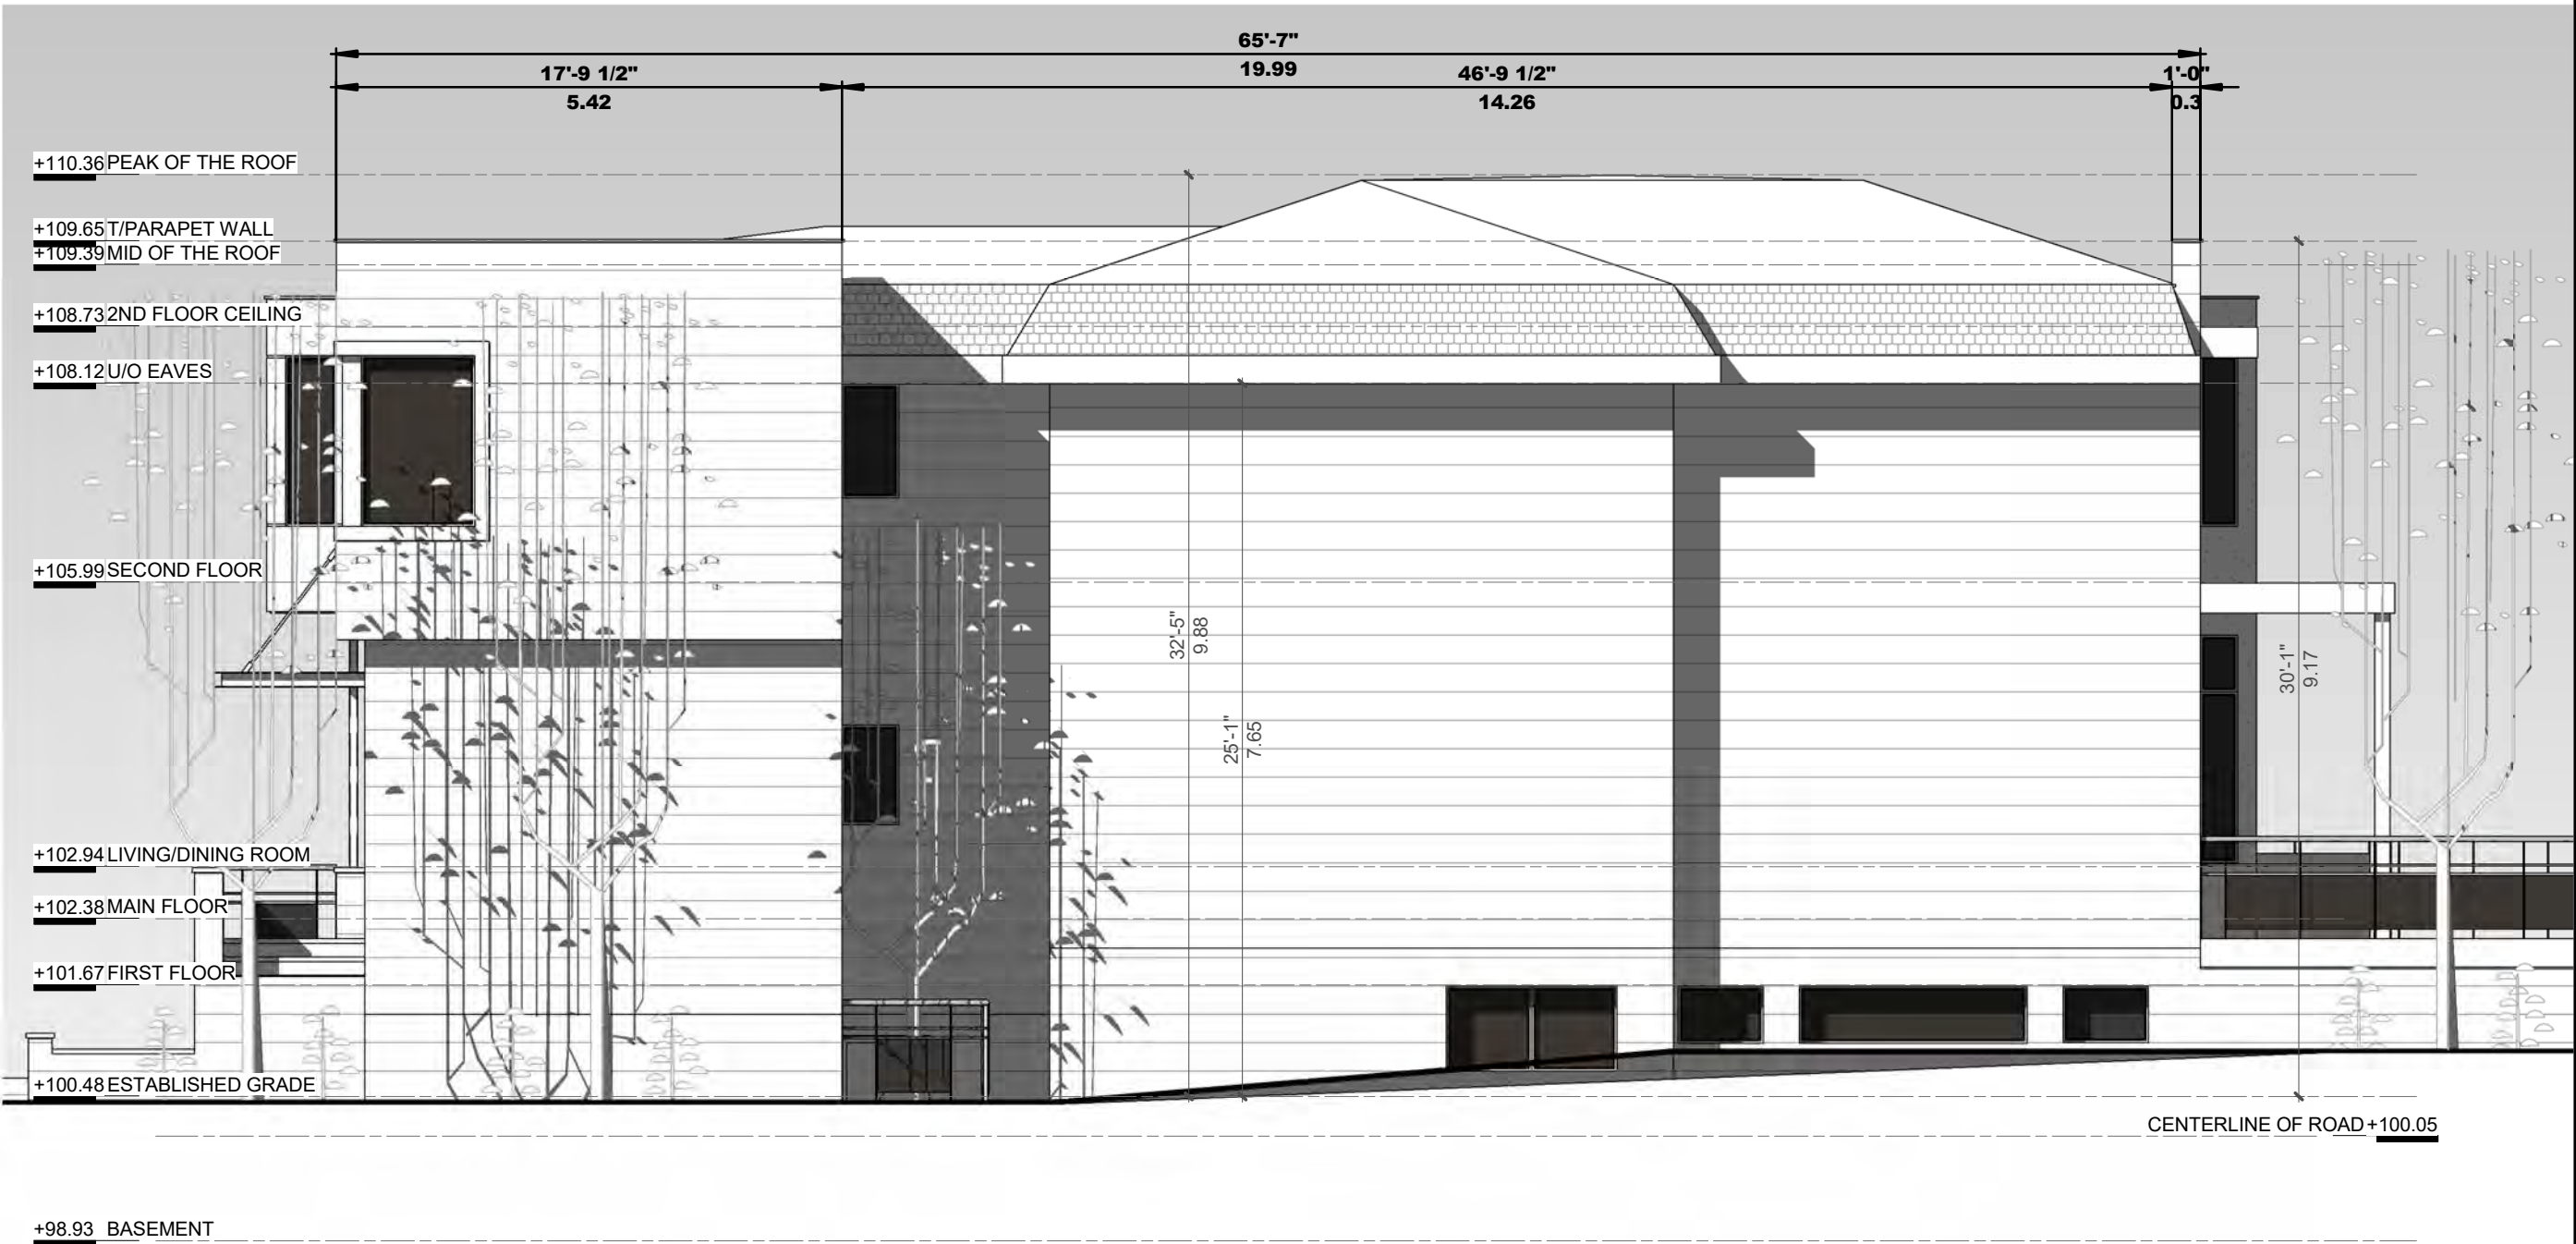 65'-7"
19.99
17'-9 1/2"
5.42
46'-9 1/2"
14.26
1'-0"
0.3
+110.36 PEAK OF THE ROOF
+109.65 T/PARAPET WALL
+109.39 MID OF THE ROOF
+108.73 2ND FLOOR CEILING
+108.12 U/O EAVES
+105.99 SECOND FLOOR
32'-5"
9.88
25'-1"
7.65
30'-1"
9.17
+102.94 LIVING/DINING ROOM
+102.38 MAIN FLOOR
+101.67 FIRST FLOOR
+100.48 ESTABLISHED GRADE
CENTERLINE OF ROAD +100.05
+98.93 BASEMENT